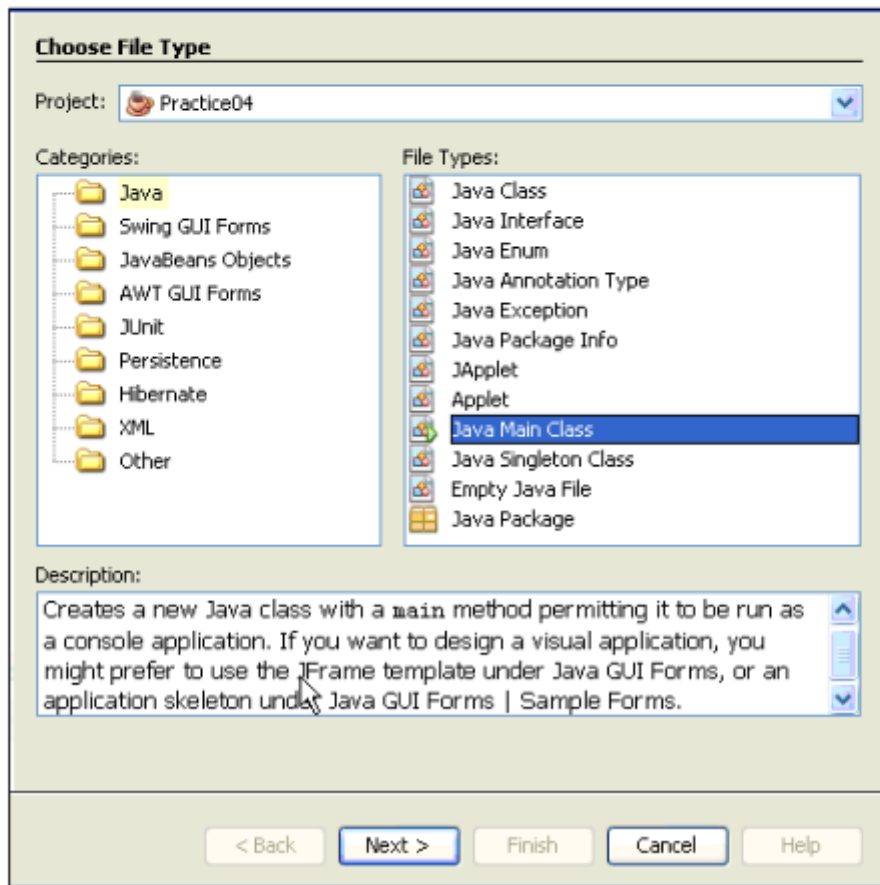 Choose File Type
Project: Practice04
Categories:
Java
Swing GUI Forms
JavaBeans Objects
AWT GUI Forms
JUnit
Persistence
Hibernate
XML
Other
File Types:
Java Class
Java Interface
Java Enum
Java Annotation Type
Java Exception
Java Package Info
JApplet
Applet
Java Main Class
Java Singleton Class
Empty Java File
Java Package
Description:
Creates a new Java class with a main method permitting it to be run as
a console application. If you want to design a visual application, you
might prefer to use the JFrame template under Java GUI Forms, or an
application skeleton under Java GUI Forms | Sample Forms.
< Back Next > Finish Cancel Help